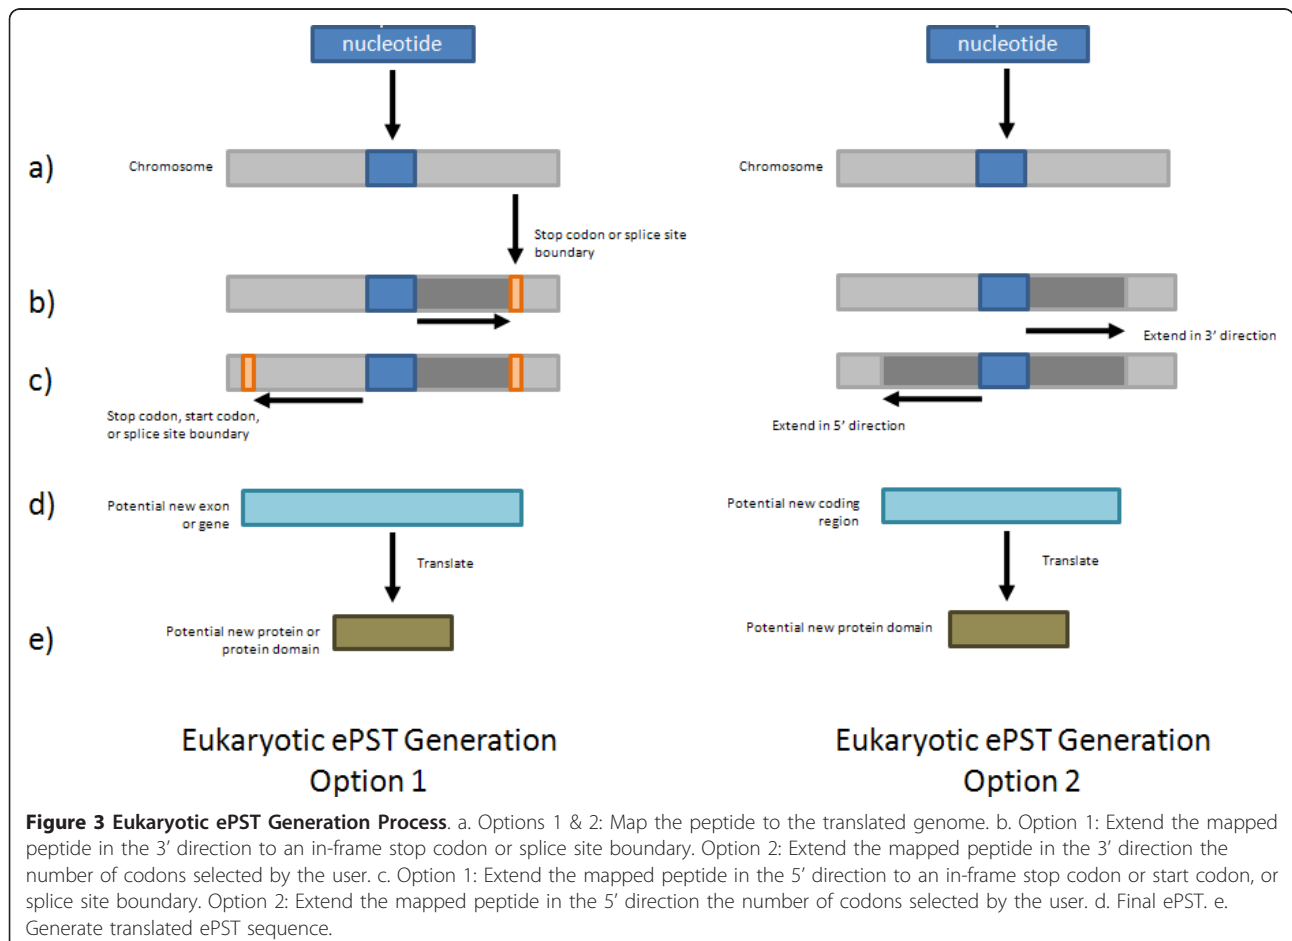 nucleotide
nucleotide
a)
Chromosome
Chromosome
Stop codon or splice site
boundary
b)
Extend in 3' direction
c)
Stop codon, start codon,
or splice site boundary
Extend in 5' direction
d)
Potential new exon
or gene
Potential new coding
region
Translate
Translate
e)
Potential new protein or
protein domain
Potential new protein domain
Eukaryotic ePST Generation
Option 1
Eukaryotic ePST Generation
Option 2
Figure 3 Eukaryotic ePST Generation Process. a. Options 1 & 2: Map the peptide to the translated genome. b. Option 1: Extend the mapped
peptide in the 3’ direction to an in-frame stop codon or splice site boundary. Option 2: Extend the mapped peptide in the 3’ direction the
number of codons selected by the user. c. Option 1: Extend the mapped peptide in the 5’ direction to an in-frame stop codon or start codon, or
splice site boundary. Option 2: Extend the mapped peptide in the 5’ direction the number of codons selected by the user. d. Final ePST. e.
Generate translated ePST sequence.